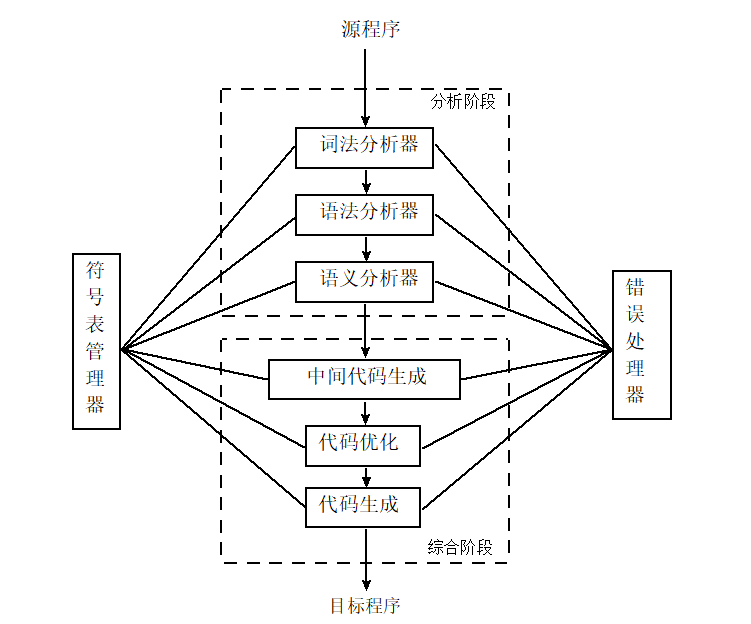 源程序
分析阶段
词法分析器
语法分析器
语义分析器
符号表管理器
错误处理器
中间代码生成
代码优化
代码生成
综合阶段
目标程序